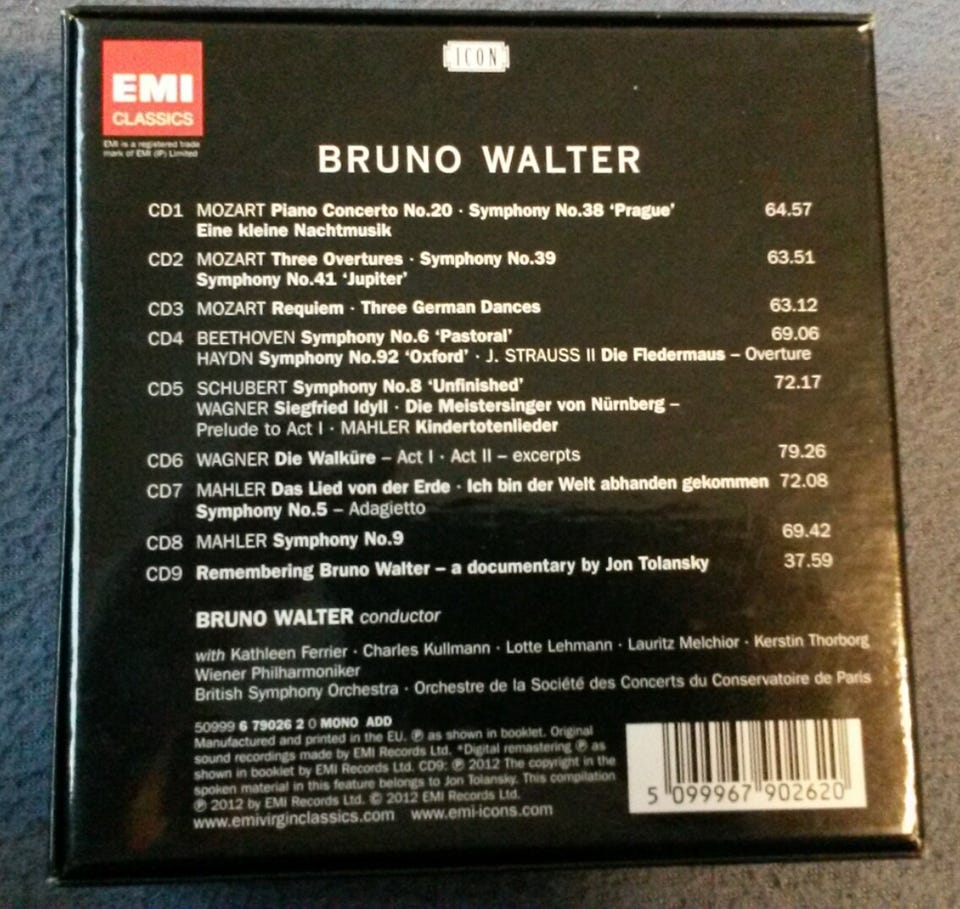 EMI
CLASSICS
EMI is a registered trade
mark of EMI (IP) Limited
ICON
BRUNO WALTER
CD1 MOZART Piano Concerto No.20 · Symphony No.38 ‘Prague’ 64.57
Eine kleine Nachtmusik
CD2 MOZART Three Overtures · Symphony No.39 63.51
Symphony No.41 ‘Jupiter’
CD3 MOZART Requiem · Three German Dances 63.12
CD4 BEETHOVEN Symphony No.6 ‘Pastoral’ 69.06
HAYDN Symphony No.92 ‘Oxford’ · J. STRAUSS II Die Fledermaus – Overture
CD5 SCHUBERT Symphony No.8 ‘Unfinished’ 72.17
WAGNER Siegfried Idyll · Die Meistersinger von Nürnberg –
Prelude to Act I · MAHLER Kindertotenlieder
CD6 WAGNER Die Walküre – Act I · Act II – excerpts 79.26
CD7 MAHLER Das Lied von der Erde · Ich bin der Welt abhanden gekommen 72.08
Symphony No.5 – Adagietto
CD8 MAHLER Symphony No.9 69.42
CD9 Remembering Bruno Walter – a documentary by Jon Tolansky 37.59
BRUNO WALTER conductor
with Kathleen Ferrier · Charles Kullmann · Lotte Lehmann · Lauritz Melchior · Kerstin Thorborg
Wiener Philharmoniker
British Symphony Orchestra · Orchestre de la Société des Concerts du Conservatoire de Paris
50999 6 79026 2 0 MONO ADD
Manufactured and printed in the EU. ℗ as shown in booklet. Original
sound recordings made by EMI Records Ltd. *Digital remastering ℗ as
shown in booklet by EMI Records Ltd. CD9: ℗ 2012 The copyright in the
spoken material in this feature belongs to Jon Tolansky. This compilation
℗ 2012 by EMI Records Ltd. © 2012 EMI Records Ltd.
www.emivirginclassics.com www.emi-icons.com
5 099967 902620